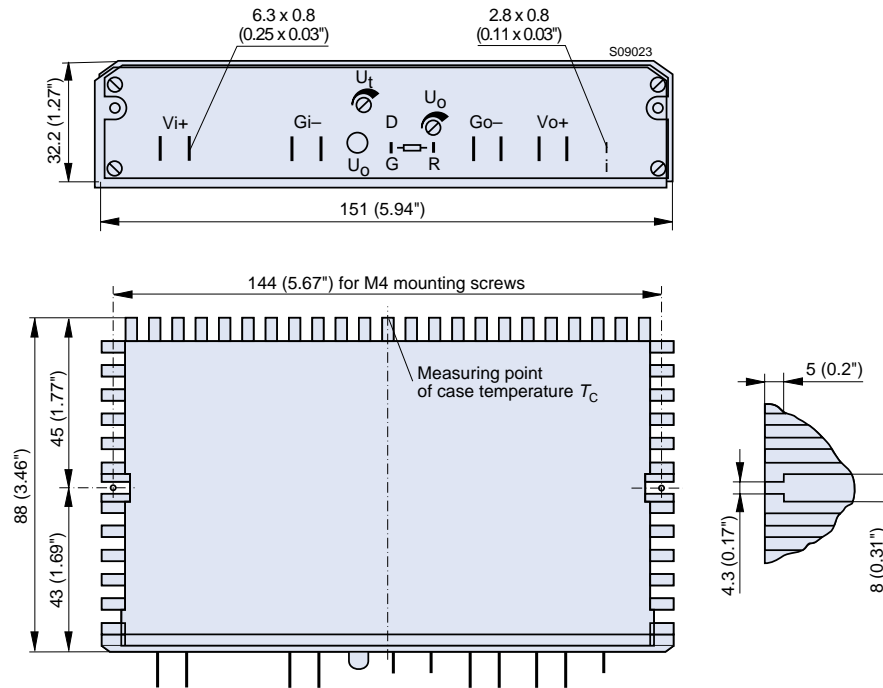 6.3 x 0.8
(0.25 x 0.03")
2.8 x 0.8
(0.11 x 0.03")
S09023
32.2 (1.27")
Vi+
Gi–
Ut
Uo
D
Uo
G
R
Go–
Vo+
i
151 (5.94")
144 (5.67") for M4 mounting screws
Measuring point
of case temperature TC
88 (3.46")
45 (1.77")
43 (1.69")
5 (0.2")
4.3 (0.17")
8 (0.31")